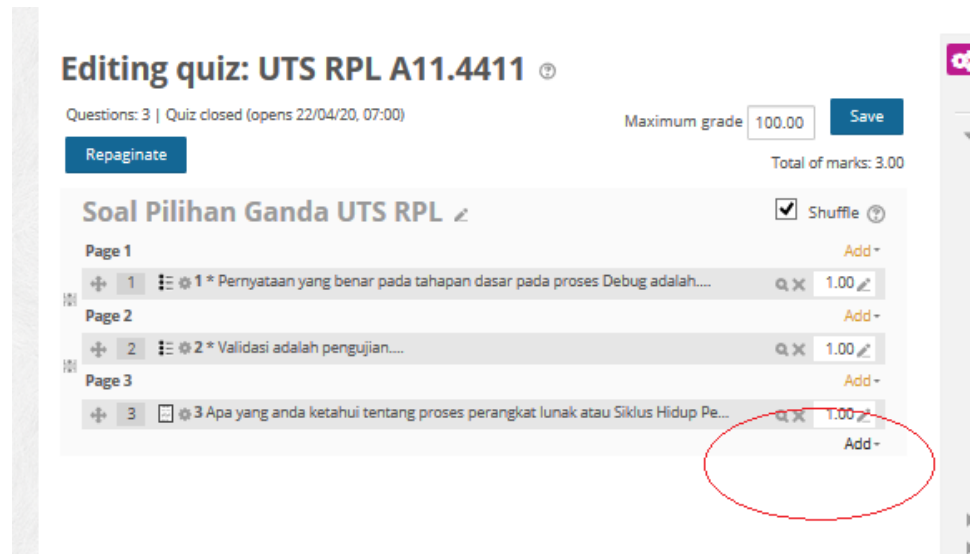 Editing quiz: UTS RPL A11.4411
Questions: 3 | Quiz closed (opens 22/04/20, 07:00)
Maximum grade 100.00 Save
Repaginate
Total of marks: 3.00
Soal Pilihan Ganda UTS RPL
Shuffle
Page 1 Add
1 1 * Pernyataan yang benar pada tahapan dasar pada proses Debug adalah.... 1.00
Page 2 Add
2 2 * Validasi adalah pengujian.... 1.00
Page 3 Add
3 3 Apa yang anda ketahui tentang proses perangkat lunak atau Siklus Hidup Pe... 1.00
Add